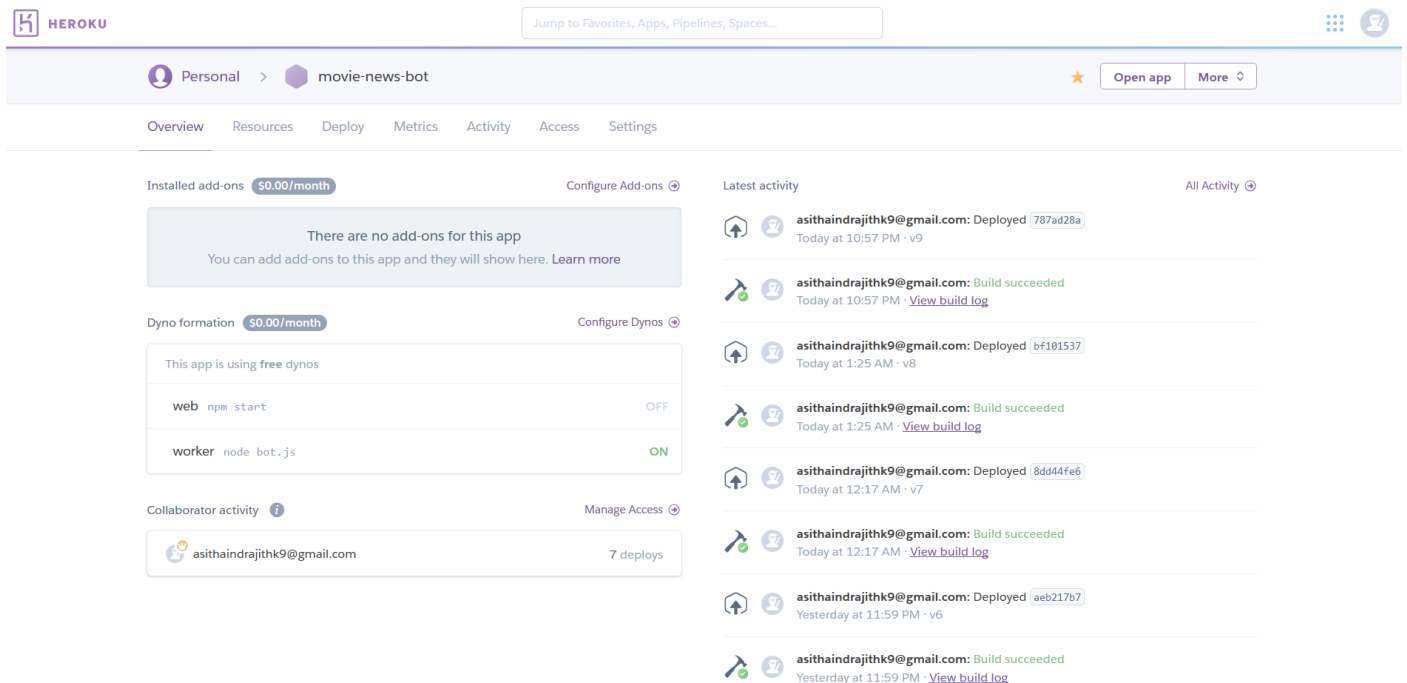 HEROKU
Jump to Favorites, Apps, Pipelines, Spaces...
Personal > movie-news-bot
Open app
More
Overview Resources Deploy Metrics Activity Access Settings
Installed add-ons $0.00/month
Configure Add-ons
There are no add-ons for this app
You can add add-ons to this app and they will show here. Learn more
Dyno formation $0.00/month
Configure Dynos
This app is using free dynos
web npm start OFF
worker node bot.js ON
Collaborator activity i
Manage Access
asithaindrajithk9@gmail.com 7 deploys
Latest activity
All Activity
asithaindrajithk9@gmail.com: Deployed 787ad28a
Today at 10:57 PM · v9
asithaindrajithk9@gmail.com: Build succeeded
Today at 10:57 PM · View build log
asithaindrajithk9@gmail.com: Deployed bf101537
Today at 1:25 AM · v8
asithaindrajithk9@gmail.com: Build succeeded
Today at 1:25 AM · View build log
asithaindrajithk9@gmail.com: Deployed 8dd44fe6
Today at 12:17 AM · v7
asithaindrajithk9@gmail.com: Build succeeded
Today at 12:17 AM · View build log
asithaindrajithk9@gmail.com: Deployed aeb217b7
Yesterday at 11:59 PM · v6
asithaindrajithk9@gmail.com: Build succeeded
Yesterday at 11:59 PM · View build log